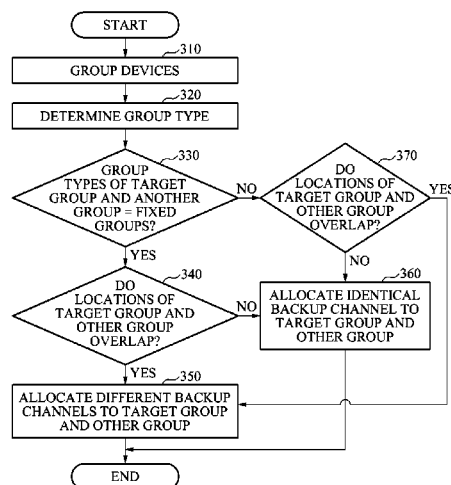 START
310
GROUP DEVICES
320
DETERMINE GROUP TYPE
330
GROUP
TYPES OF TARGET
GROUP AND ANOTHER
GROUP = FIXED
GROUPS?
NO
YES
370
DO
LOCATIONS OF
TARGET GROUP AND
OTHER GROUP
OVERLAP?
YES
NO
340
DO
LOCATIONS OF
TARGET GROUP AND
OTHER GROUP
OVERLAP?
NO
YES
360
ALLOCATE IDENTICAL
BACKUP CHANNEL TO
TARGET GROUP AND
OTHER GROUP
350
ALLOCATE DIFFERENT BACKUP
CHANNELS TO TARGET GROUP
AND OTHER GROUP
END